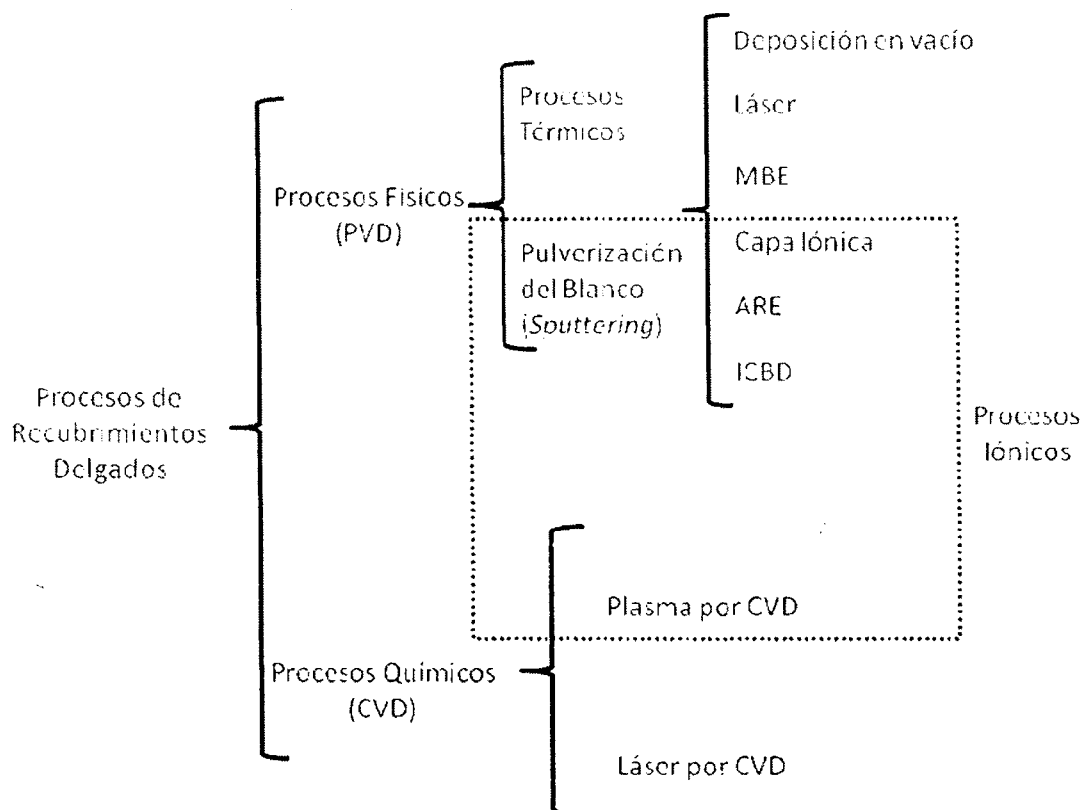 Deposición en vacío
Procesos
Térmicos
Láser
MBE
Procesos Físicos
(PVD)
Pulverización
del Blanco
(Sputtering)
Capa Iónica
ARE
ICBD
Procesos de
Recubrimientos
Delgados
Procesos
Iónicos
Plasma por CVD
Procesos Químicos
(CVD)
Láser por CVD